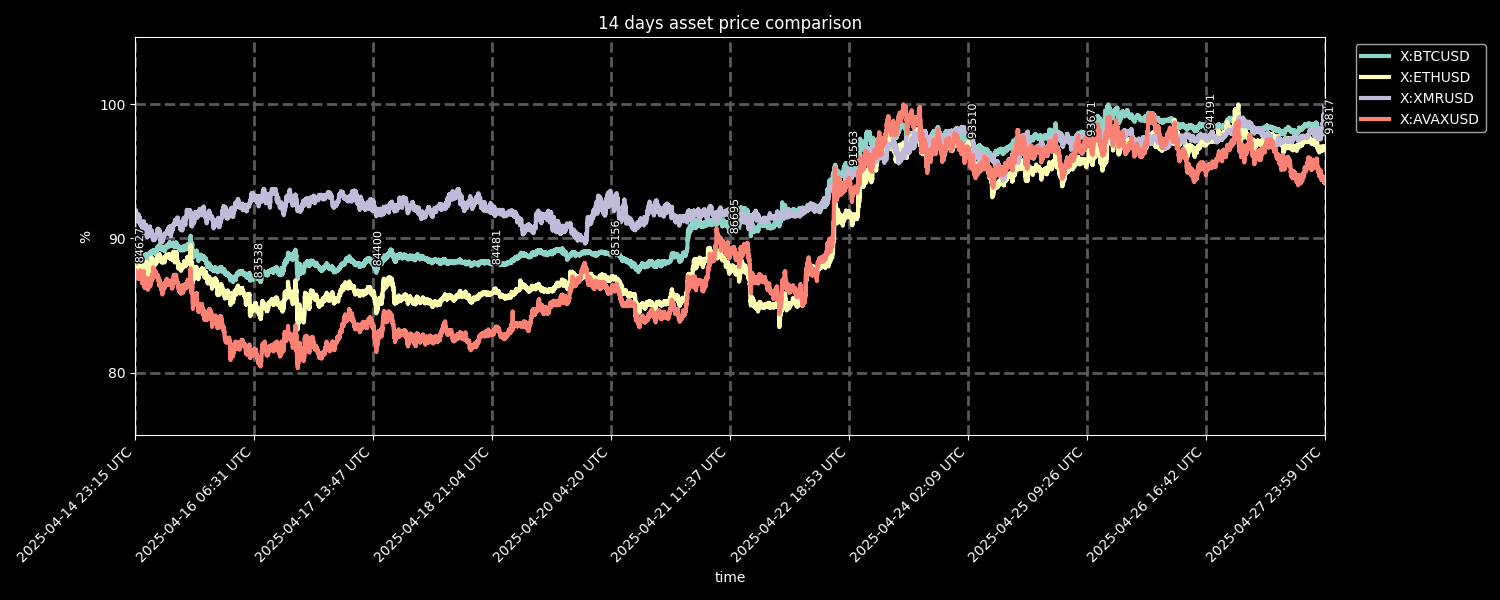 14 days asset price comparison
X:BTCUSD
X:ETHUSD
X:XMRUSD
X:AVAXUSD
100
90
80
%
84627
83538
84400
84481
85156
86695
91563
93510
93671
94191
93817
2025-04-14 23:15 UTC
2025-04-16 06:31 UTC
2025-04-17 13:47 UTC
2025-04-18 21:04 UTC
2025-04-20 04:20 UTC
2025-04-21 11:37 UTC
2025-04-22 18:53 UTC
2025-04-24 02:09 UTC
2025-04-25 09:26 UTC
2025-04-26 16:42 UTC
2025-04-27 23:59 UTC
time